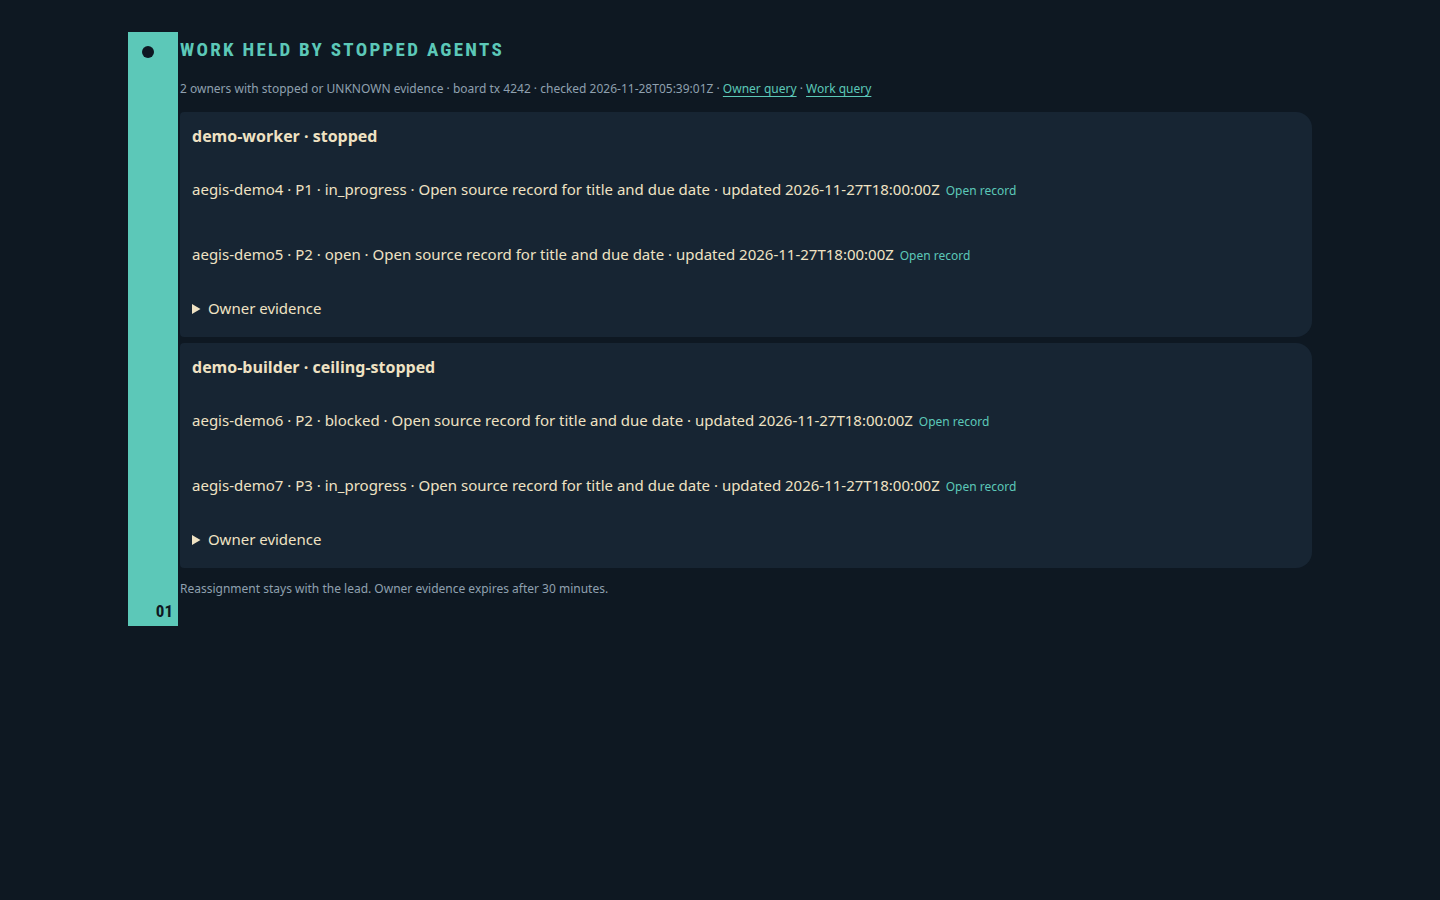 WORK HELD BY STOPPED AGENTS
2 owners with stopped or UNKNOWN evidence · board tx 4242 · checked 2026-11-28T05:39:01Z · Owner query · Work query
demo-worker · stopped
aegis-demo4 · P1 · in_progress · Open source record for title and due date · updated 2026-11-27T18:00:00Z Open record
aegis-demo5 · P2 · open · Open source record for title and due date · updated 2026-11-27T18:00:00Z Open record
Owner evidence
demo-builder · ceiling-stopped
aegis-demo6 · P2 · blocked · Open source record for title and due date · updated 2026-11-27T18:00:00Z Open record
aegis-demo7 · P3 · in_progress · Open source record for title and due date · updated 2026-11-27T18:00:00Z Open record
Owner evidence
Reassignment stays with the lead. Owner evidence expires after 30 minutes.
01